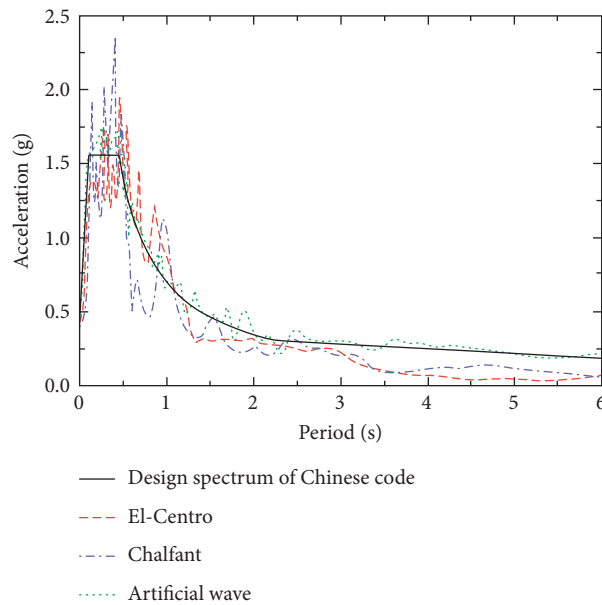 2.5
2.0
1.5
1.0
0.5
0.0
Acceleration (g)
0 1 2 3 4 5 6
Period (s)
Design spectrum of Chinese code
El-Centro
Chalfant
Artificial wave